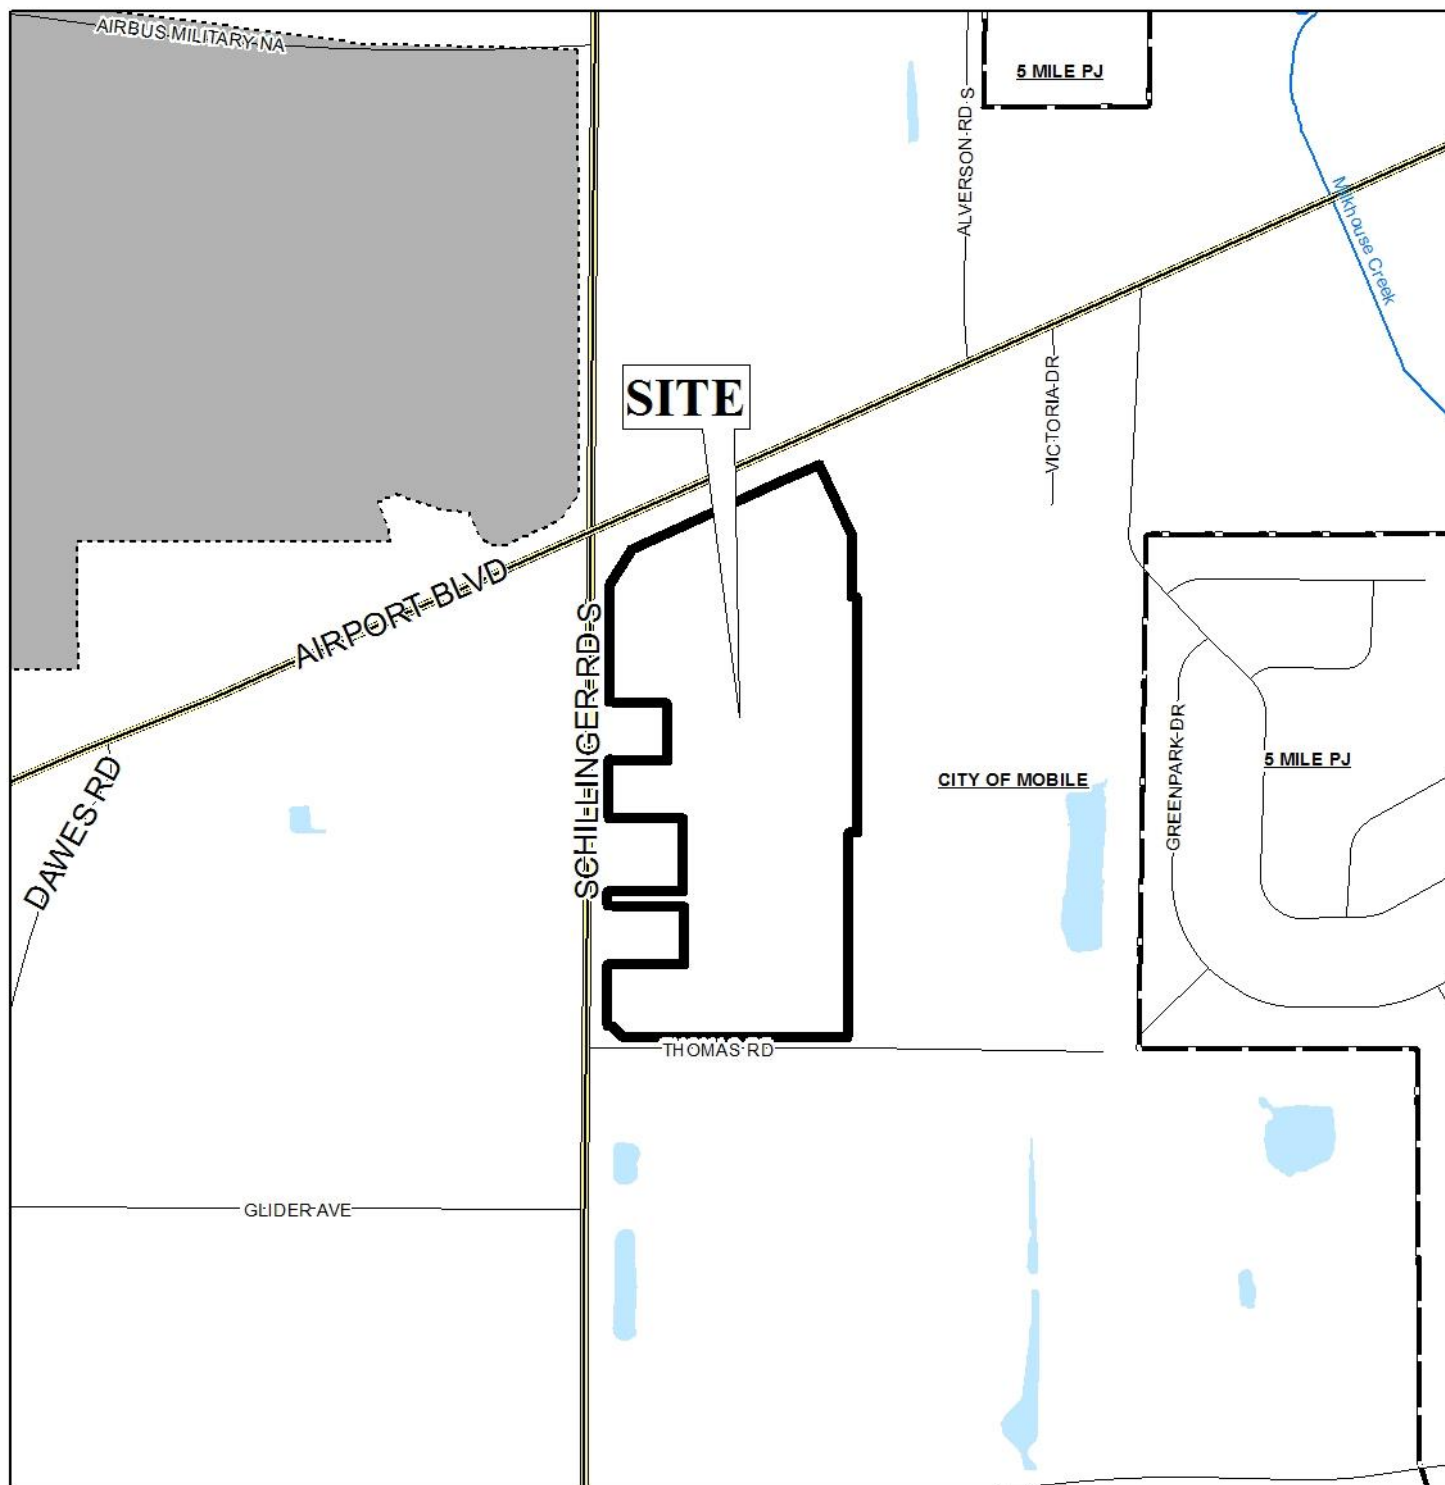 AIRBUS MILITARY NA
5 MILE PJ
ALVERSON RD S
Milkhouse Creek
SITE
VICTORIA DR
AIRPORT BLVD
SCHILLINGER RD S
DAWES RD
CITY OF MOBILE
GREENPARK DR
5 MILE PJ
THOMAS RD
GLIDER AVE